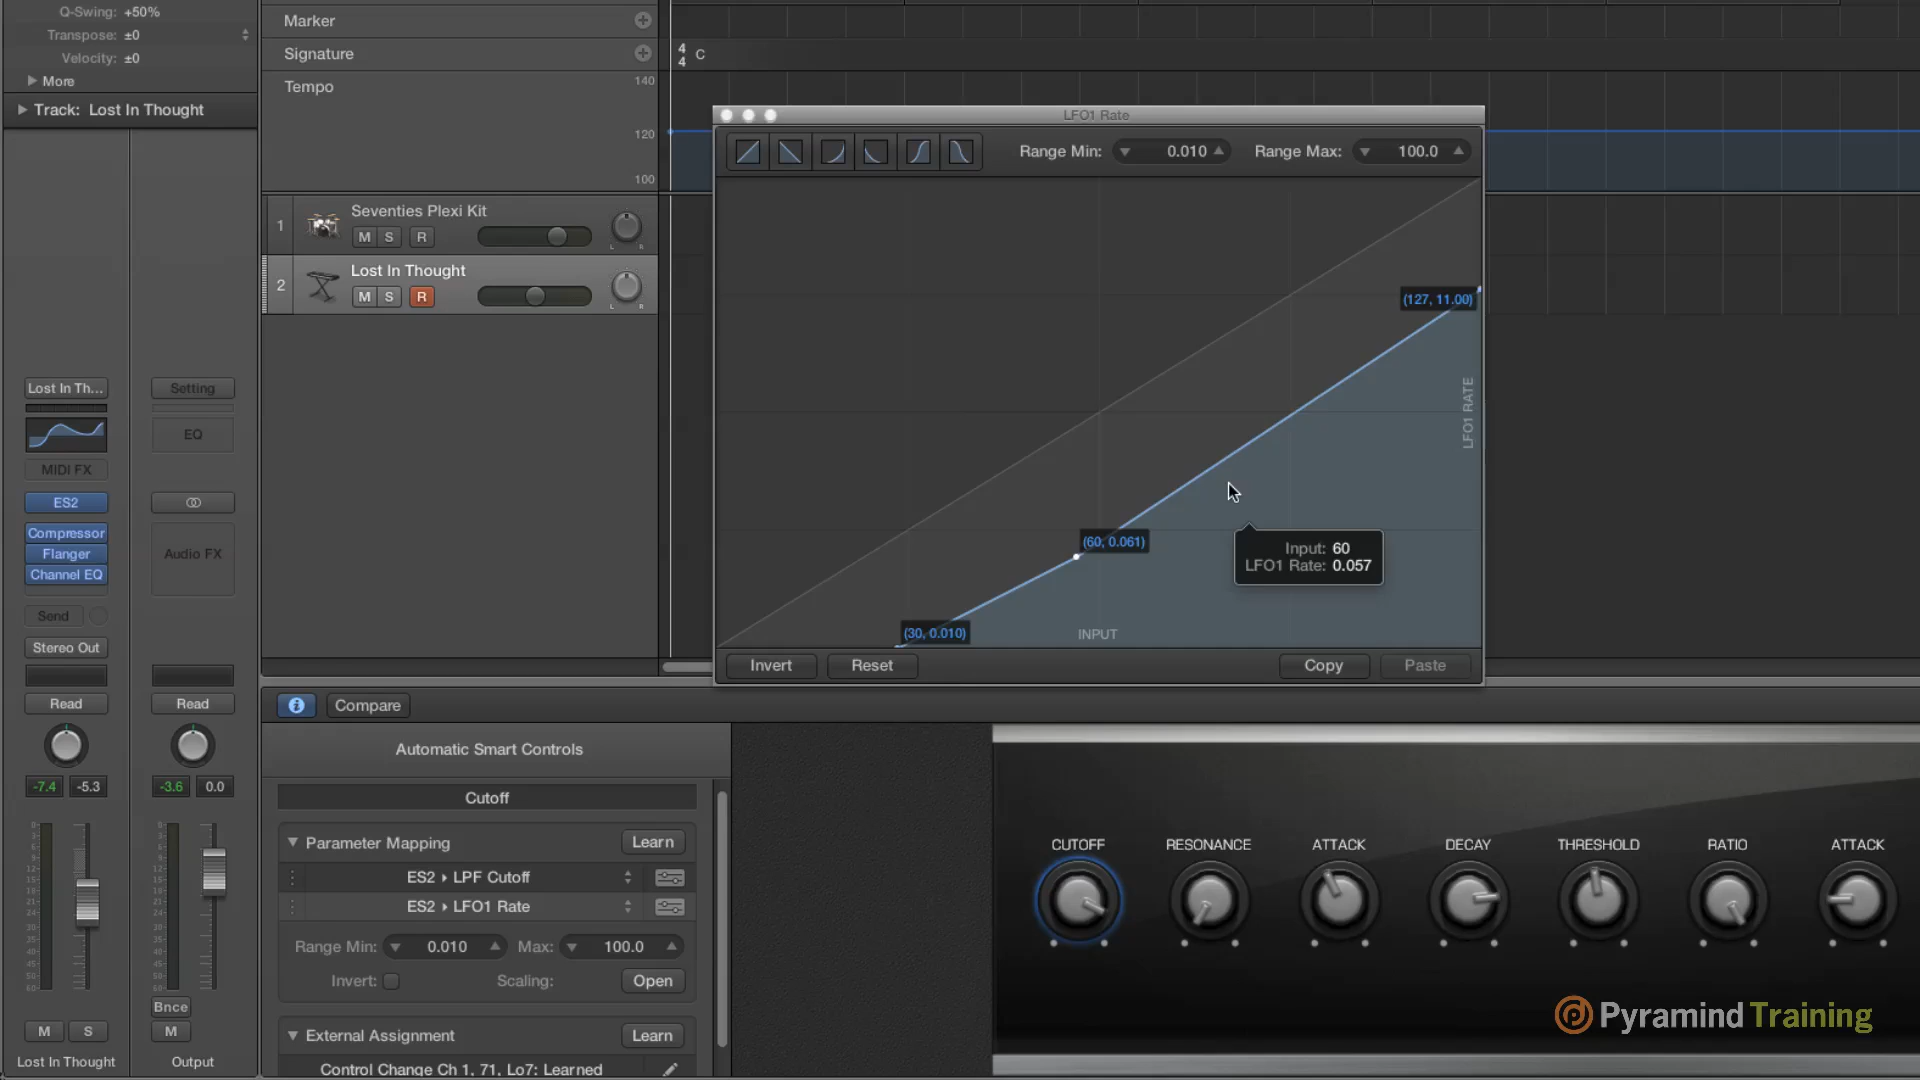 Q-Swing: +50%
Transpose: ±0
Velocity: ±0
More
Track: Lost In Thought
Marker
Signature
Tempo
140
120
100
4
4
C
1
Seventies Plexi Kit
M S R
L R
2
Lost In Thought
M S R
L R
LFO1 Rate
Range Min: 0.010 Range Max: 100.0
(127, 11.00)
LFO1 RATE
(60, 0.061)
Input: 60
LFO1 Rate: 0.057
(30, 0.010)
INPUT
Invert Reset Copy Paste
Lost In Th...
Setting
EQ
MIDI FX
ES2
Compressor
Flanger
Channel EQ
Audio FX
Send
Stereo Out
Read
Read
-7.4 -5.3
-3.6 0.0
Bnce
M S
M
Lost In Thought
Output
i Compare
Automatic Smart Controls
Cutoff
Parameter Mapping Learn
ES2 ▸ LPF Cutoff
ES2 ▸ LFO1 Rate
Range Min: 0.010 Max: 100.0
Invert: Scaling: Open
External Assignment Learn
Control Change Ch 1, 71, Lo7: Learned
CUTOFF RESONANCE ATTACK DECAY THRESHOLD RATIO ATTACK
Pyramind Training